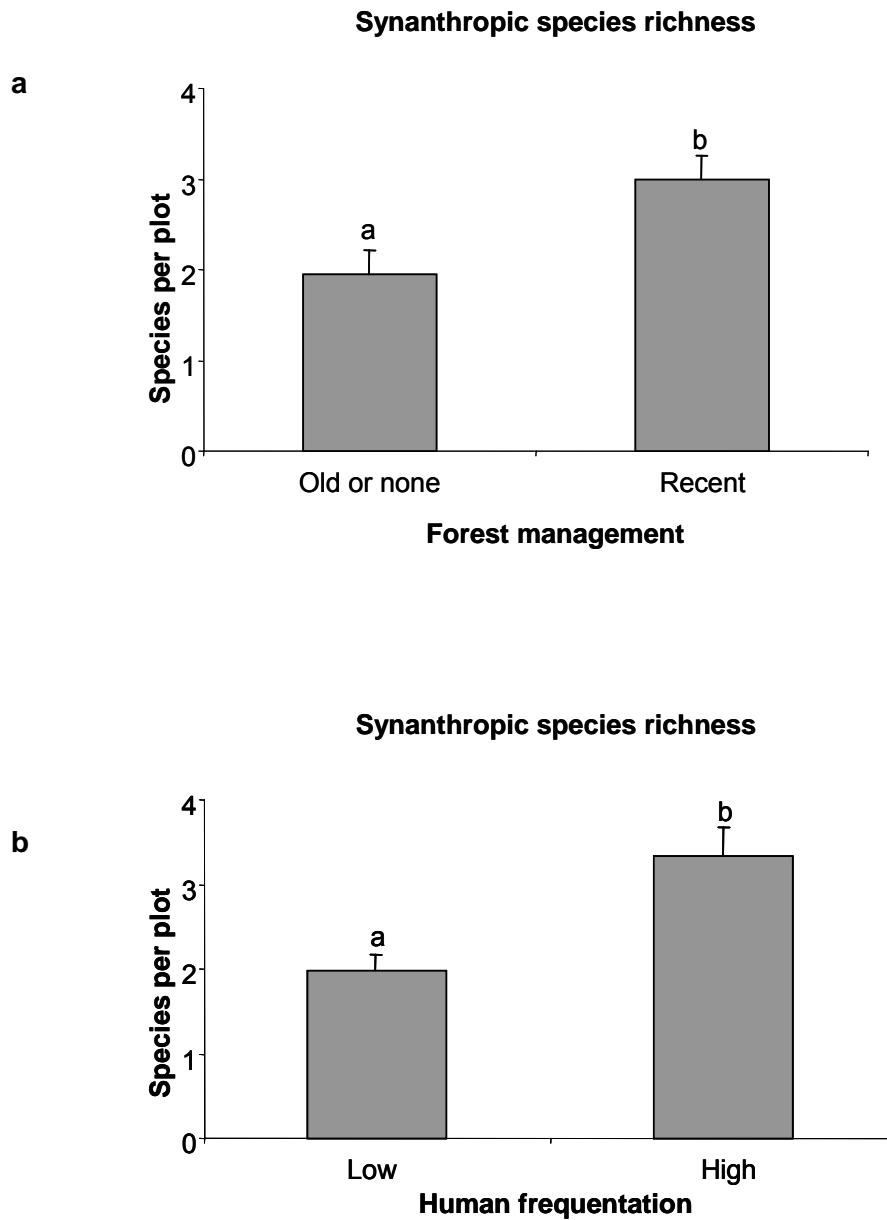 Synanthropic species richness
a
4
3
2
1
0
Species per plot
a
b
Old or none
Recent
Forest management
Synanthropic species richness
b
4
3
2
1
0
Species per plot
a
b
Low
High
Human frequentation